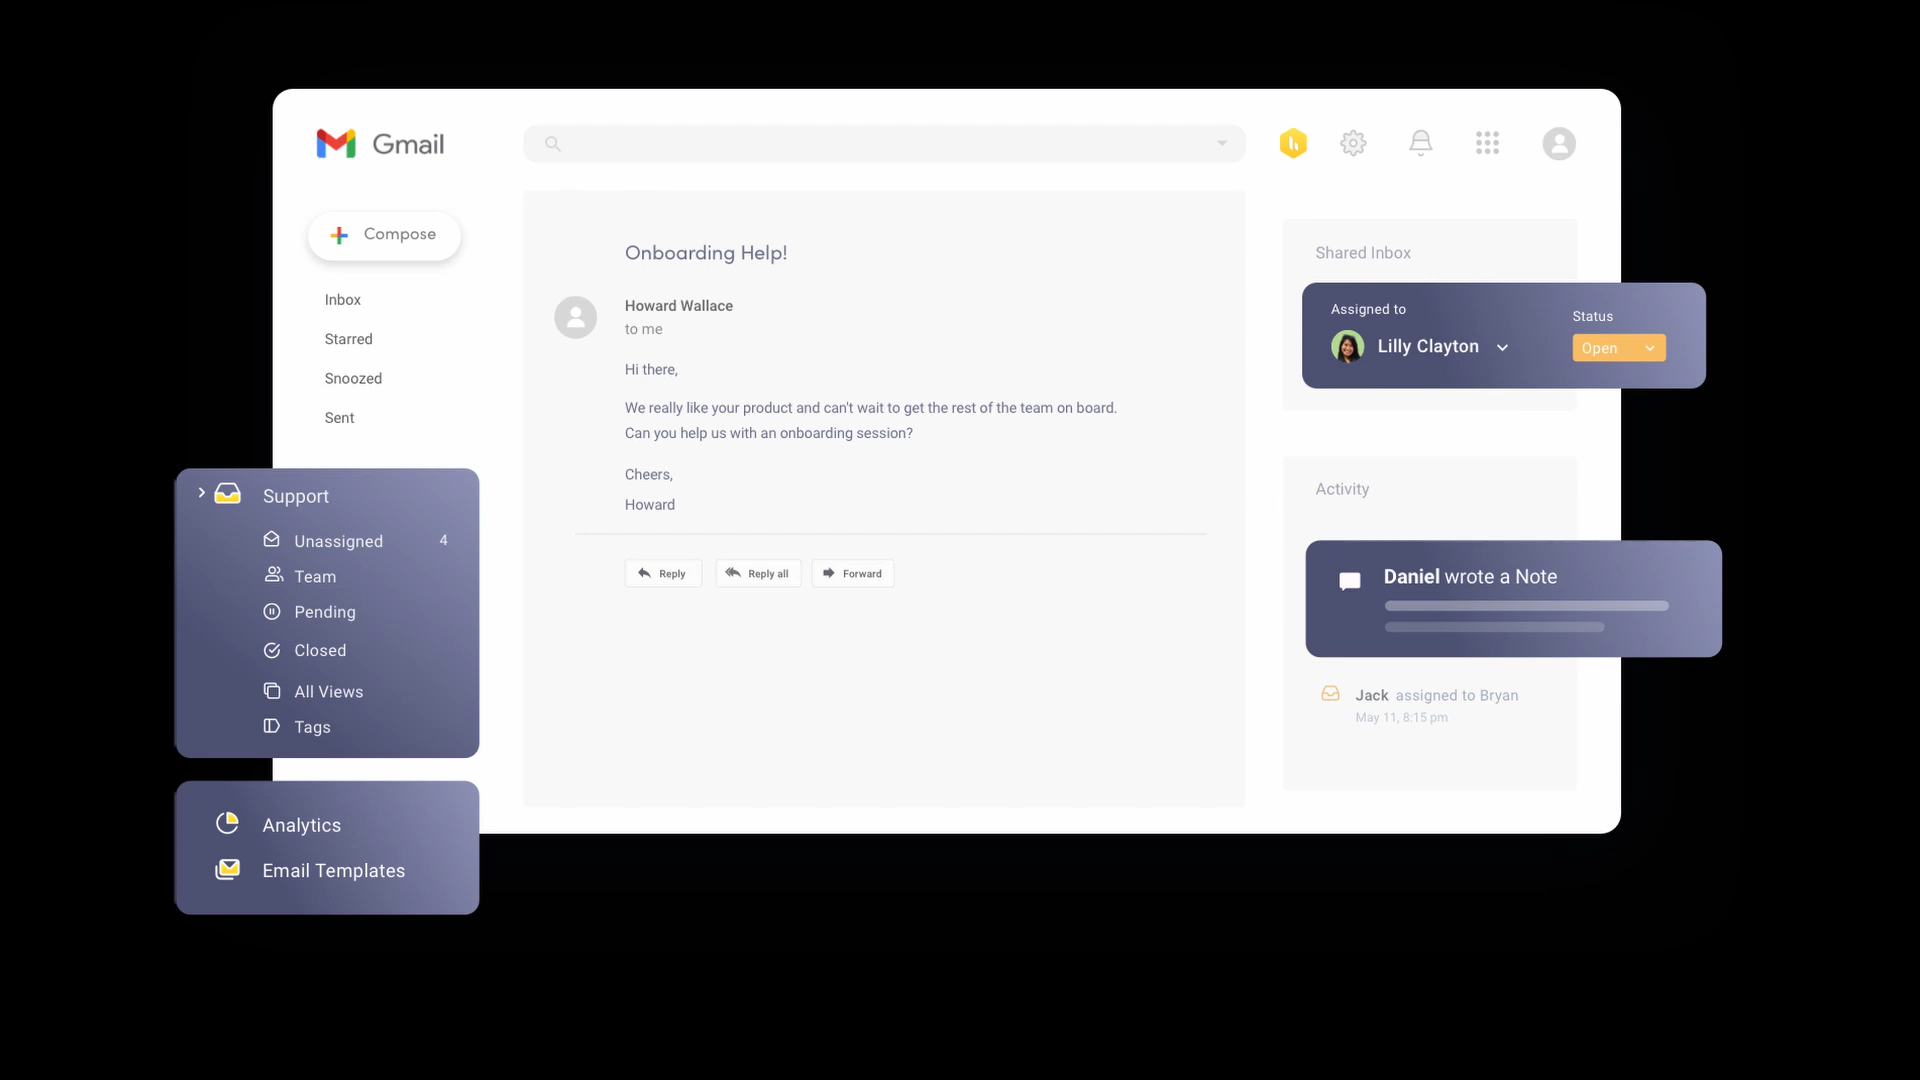 Gmail
Compose
Inbox
Starred
Snoozed
Sent
Support
Unassigned 4
Team
Pending
Closed
All Views
Tags
Analytics
Email Templates
Onboarding Help!
Howard Wallace
to me
Hi there,
We really like your product and can't wait to get the rest of the team on board.
Can you help us with an onboarding session?
Cheers,
Howard
Reply Reply all Forward
h
Shared Inbox
Assigned to
Lilly Clayton
Status
Open
Activity
Daniel wrote a Note
Jack assigned to Bryan
May 11, 8:15 pm